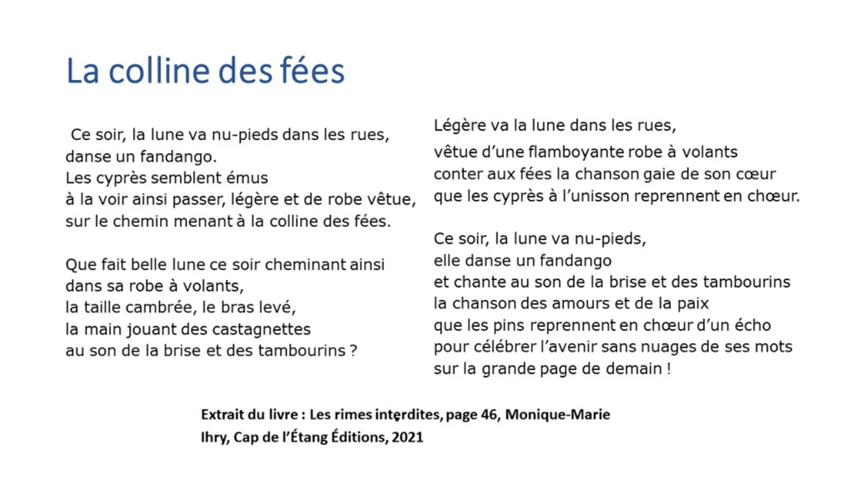 La colline des fées
Ce soir, la lune va nu-pieds dans les rues,
danse un fandango.
Les cyprès semblent émus
à la voir ainsi passer, légère et de robe vêtue,
sur le chemin menant à la colline des fées.
Que fait belle lune ce soir cheminant ainsi
dans sa robe à volants,
la taille cambrée, le bras levé,
la main jouant des castagnettes
au son de la brise et des tambourins ?
Légère va la lune dans les rues,
vêtue d’une flamboyante robe à volants
conter aux fées la chanson gaie de son cœur
que les cyprès à l’unisson reprennent en chœur.
Ce soir, la lune va nu-pieds,
elle danse un fandango
et chante au son de la brise et des tambourins
la chanson des amours et de la paix
que les pins reprennent en chœur d’un écho
pour célébrer l’avenir sans nuages de ses mots
sur la grande page de demain !
Extrait du livre : Les rimes interdites, page 46, Monique-Marie
Ihry, Cap de l’Étang Éditions, 2021